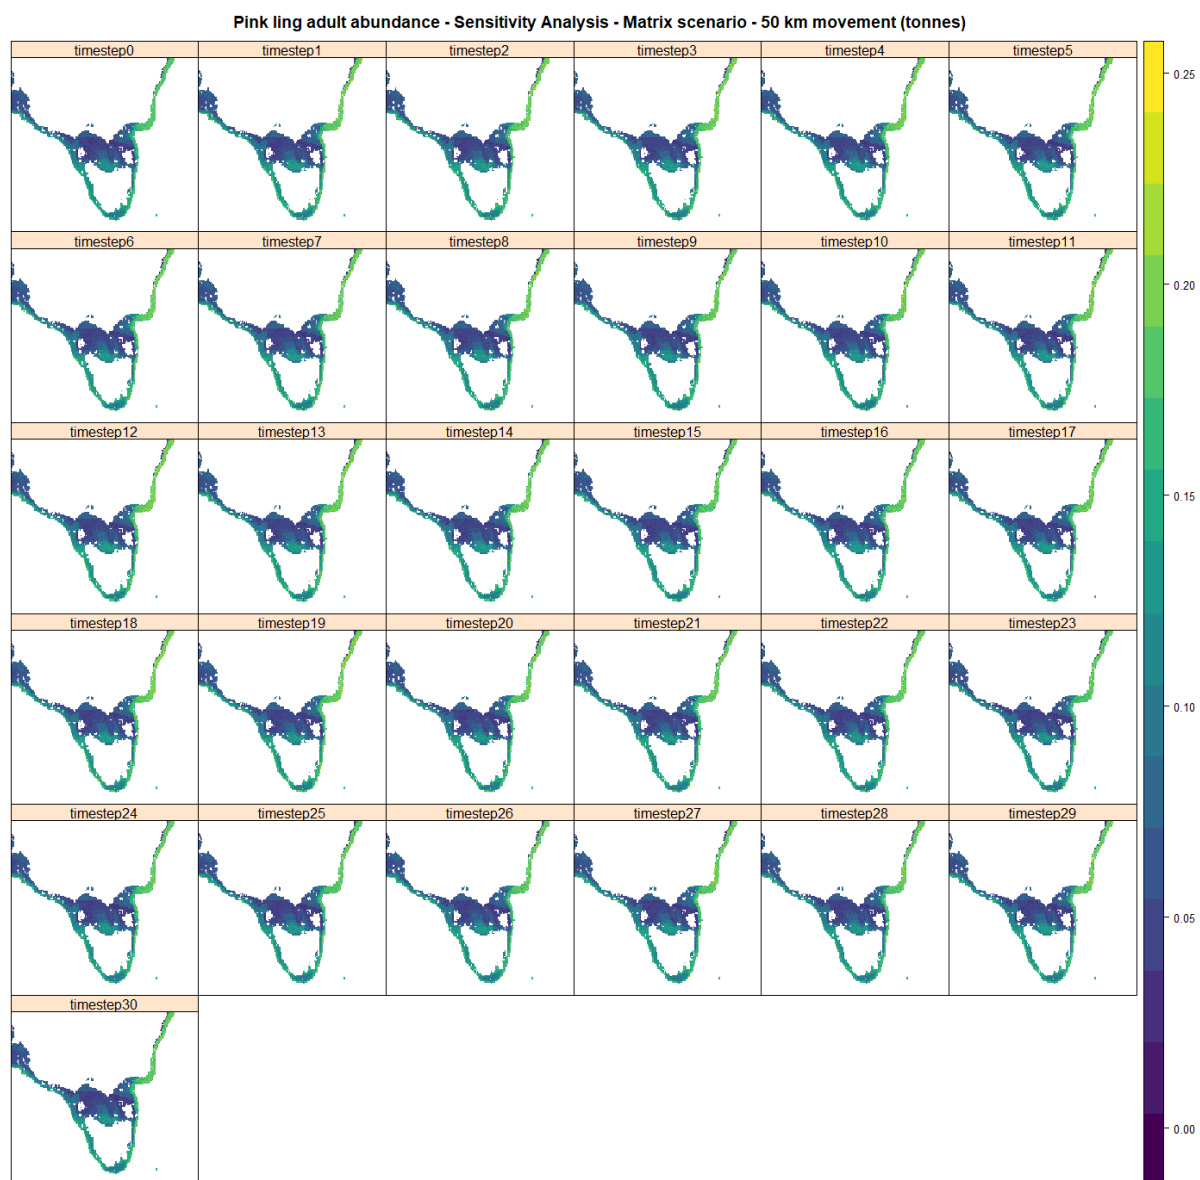 Pink ling adult abundance - Sensitivity Analysis - Matrix scenario - 50 km movement (tonnes)
timestep0 timestep1 timestep2 timestep3 timestep4 timestep5
timestep6 timestep7 timestep8 timestep9 timestep10 timestep11
timestep12 timestep13 timestep14 timestep15 timestep16 timestep17
timestep18 timestep19 timestep20 timestep21 timestep22 timestep23
timestep24 timestep25 timestep26 timestep27 timestep28 timestep29
timestep30
0.25
0.20
0.15
0.10
0.05
0.00